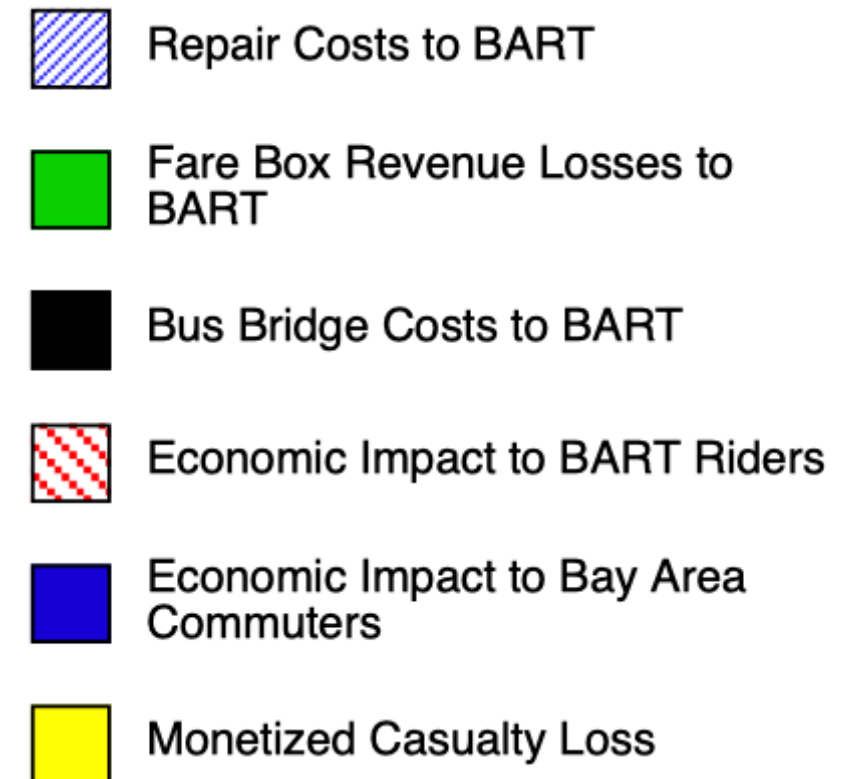 Repair Costs to BART
Fare Box Revenue Losses to
BART
Bus Bridge Costs to BART
Economic Impact to BART Riders
Economic Impact to Bay Area
Commuters
Monetized Casualty Loss